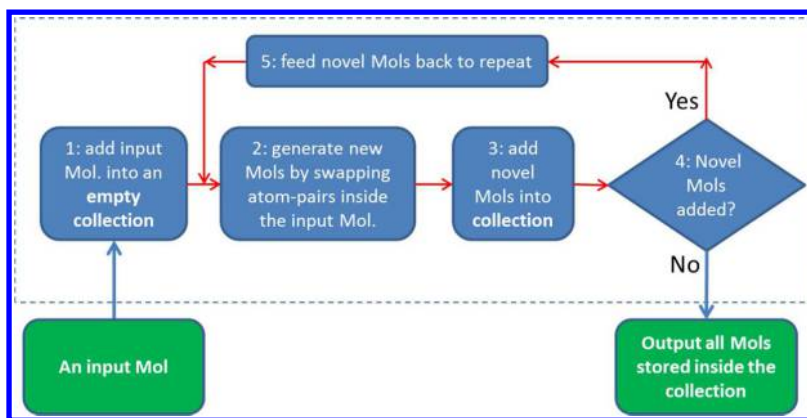 5: feed novel Mols back to repeat
Yes
1: add input
Mol. into an
empty
collection
2: generate new
Mols by swapping
atom-pairs inside
the input Mol.
3: add
novel
Mols into
collection
4: Novel
Mols
added?
No
An input Mol
Output all Mols
stored inside the
collection